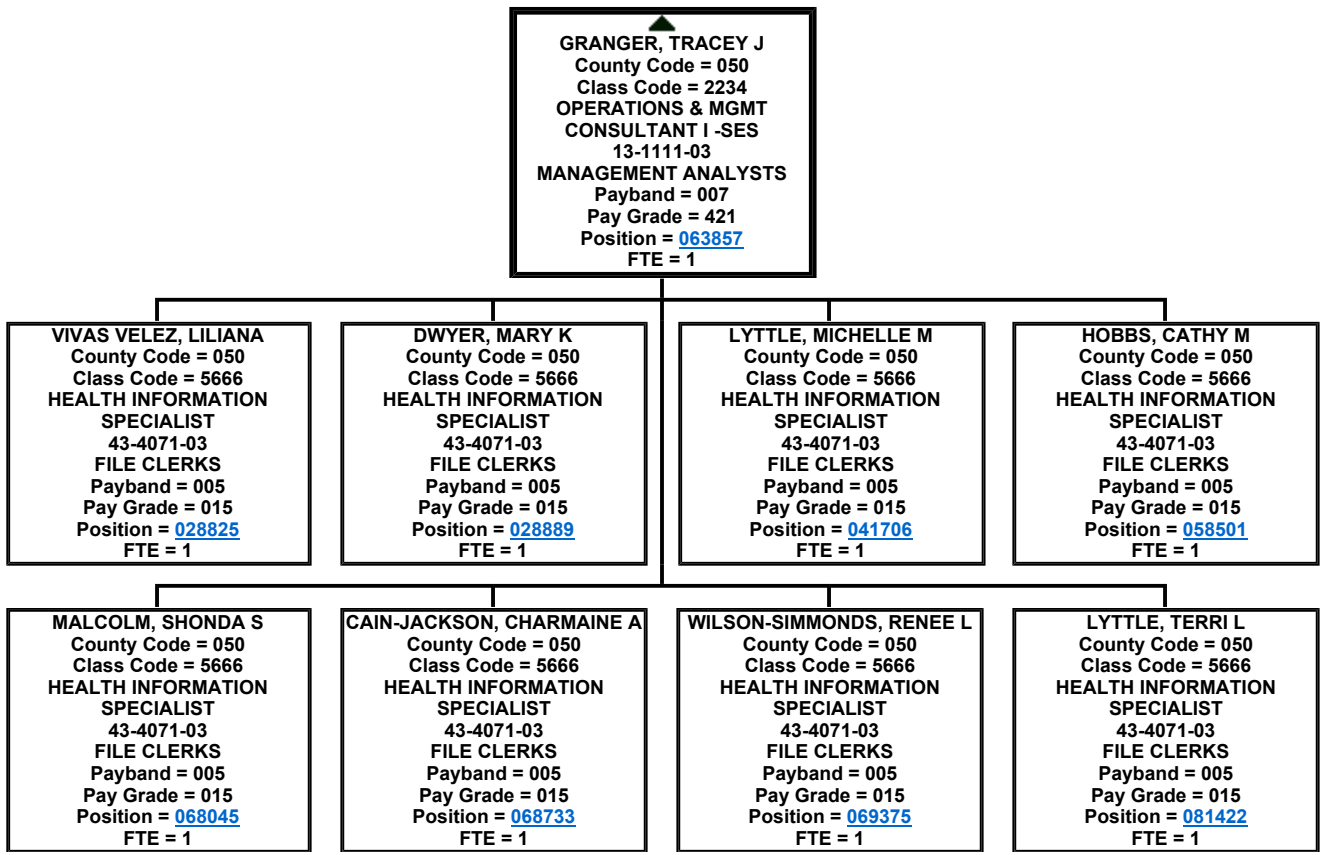 GRANGER, TRACEY J
County Code = 050
Class Code = 2234
OPERATIONS & MGMT
CONSULTANT I -SES
13-1111-03
MANAGEMENT ANALYSTS
Payband = 007
Pay Grade = 421
Position = 063857
FTE = 1
VIVAS VELEZ, LILIANA
County Code = 050
Class Code = 5666
HEALTH INFORMATION
SPECIALIST
43-4071-03
FILE CLERKS
Payband = 005
Pay Grade = 015
Position = 028825
FTE = 1
DWYER, MARY K
County Code = 050
Class Code = 5666
HEALTH INFORMATION
SPECIALIST
43-4071-03
FILE CLERKS
Payband = 005
Pay Grade = 015
Position = 028889
FTE = 1
LYTTLE, MICHELLE M
County Code = 050
Class Code = 5666
HEALTH INFORMATION
SPECIALIST
43-4071-03
FILE CLERKS
Payband = 005
Pay Grade = 015
Position = 041706
FTE = 1
HOBBS, CATHY M
County Code = 050
Class Code = 5666
HEALTH INFORMATION
SPECIALIST
43-4071-03
FILE CLERKS
Payband = 005
Pay Grade = 015
Position = 058501
FTE = 1
MALCOLM, SHONDA S
County Code = 050
Class Code = 5666
HEALTH INFORMATION
SPECIALIST
43-4071-03
FILE CLERKS
Payband = 005
Pay Grade = 015
Position = 068045
FTE = 1
CAIN-JACKSON, CHARMAINE A
County Code = 050
Class Code = 5666
HEALTH INFORMATION
SPECIALIST
43-4071-03
FILE CLERKS
Payband = 005
Pay Grade = 015
Position = 068733
FTE = 1
WILSON-SIMMONDS, RENEE L
County Code = 050
Class Code = 5666
HEALTH INFORMATION
SPECIALIST
43-4071-03
FILE CLERKS
Payband = 005
Pay Grade = 015
Position = 069375
FTE = 1
LYTTLE, TERRI L
County Code = 050
Class Code = 5666
HEALTH INFORMATION
SPECIALIST
43-4071-03
FILE CLERKS
Payband = 005
Pay Grade = 015
Position = 081422
FTE = 1